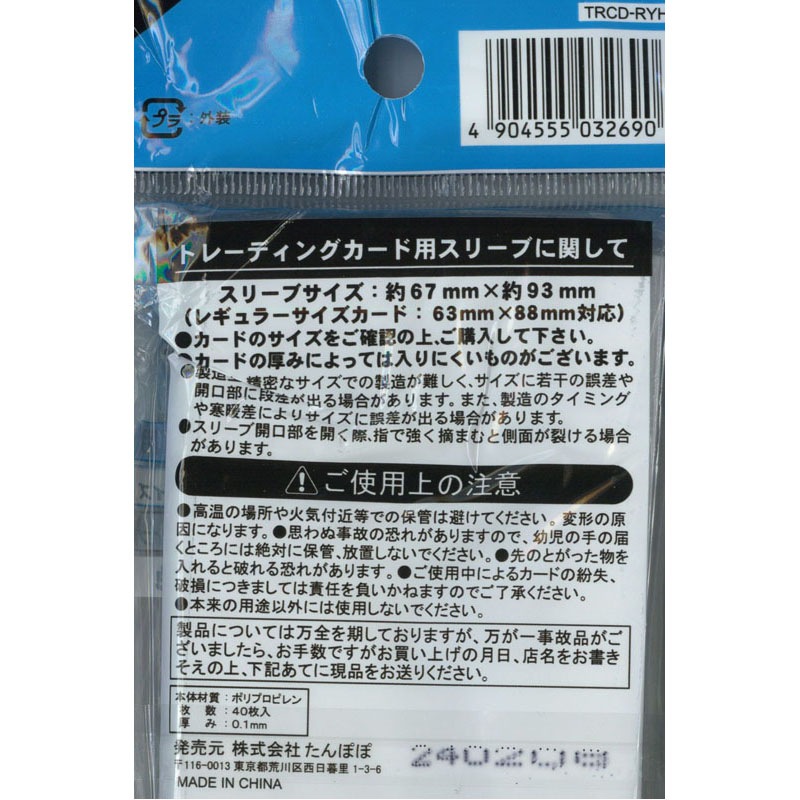 TRCD-RYH
4 904555 032690
プラ : 外装
トレーディングカード用スリーブに関して
スリーブサイズ：約67mm×約93mm
（レギュラーサイズカード：63mm×88mm対応）
●カードのサイズをご確認の上、ご購入して下さい。
●カードの厚みによっては入りにくいものがございます。
●製造上 精密なサイズでの製造が難しく、サイズに若干の誤差や
開口部に段差が出る場合があります。また、製造のタイミング
や寒暖差によりサイズに誤差が出る場合があります。
●スリーブ開口部を開く際、指で強く摘まむと側面が裂ける場合
があります。
ご使用上の注意
●高温の場所や火気付近等での保管は避けてください。変形の原
因になります。●思わぬ事故の恐れがありますので、幼児の手の届
くところには絶対に保管、放置しないでください。●先のとがった物を
入れると破れる恐れがあります。●ご使用中によるカードの紛失、
破損につきましては責任を負いかねますのでご了承ください。
●本来の用途以外には使用しないでください。
製品については万全を期しておりますが、万が一事故品がご
ざいましたら、お手数ですがお買い上げの月日、店名をお書き
そえの上、下記あてに現品をお送りください。
本体材質：ポリプロピレン
枚 数：40枚入
厚 み：0.1mm
発売元 株式会社たんぽぽ
240203
〒116-0013 東京都荒川区西日暮里1-3-6
MADE IN CHINA